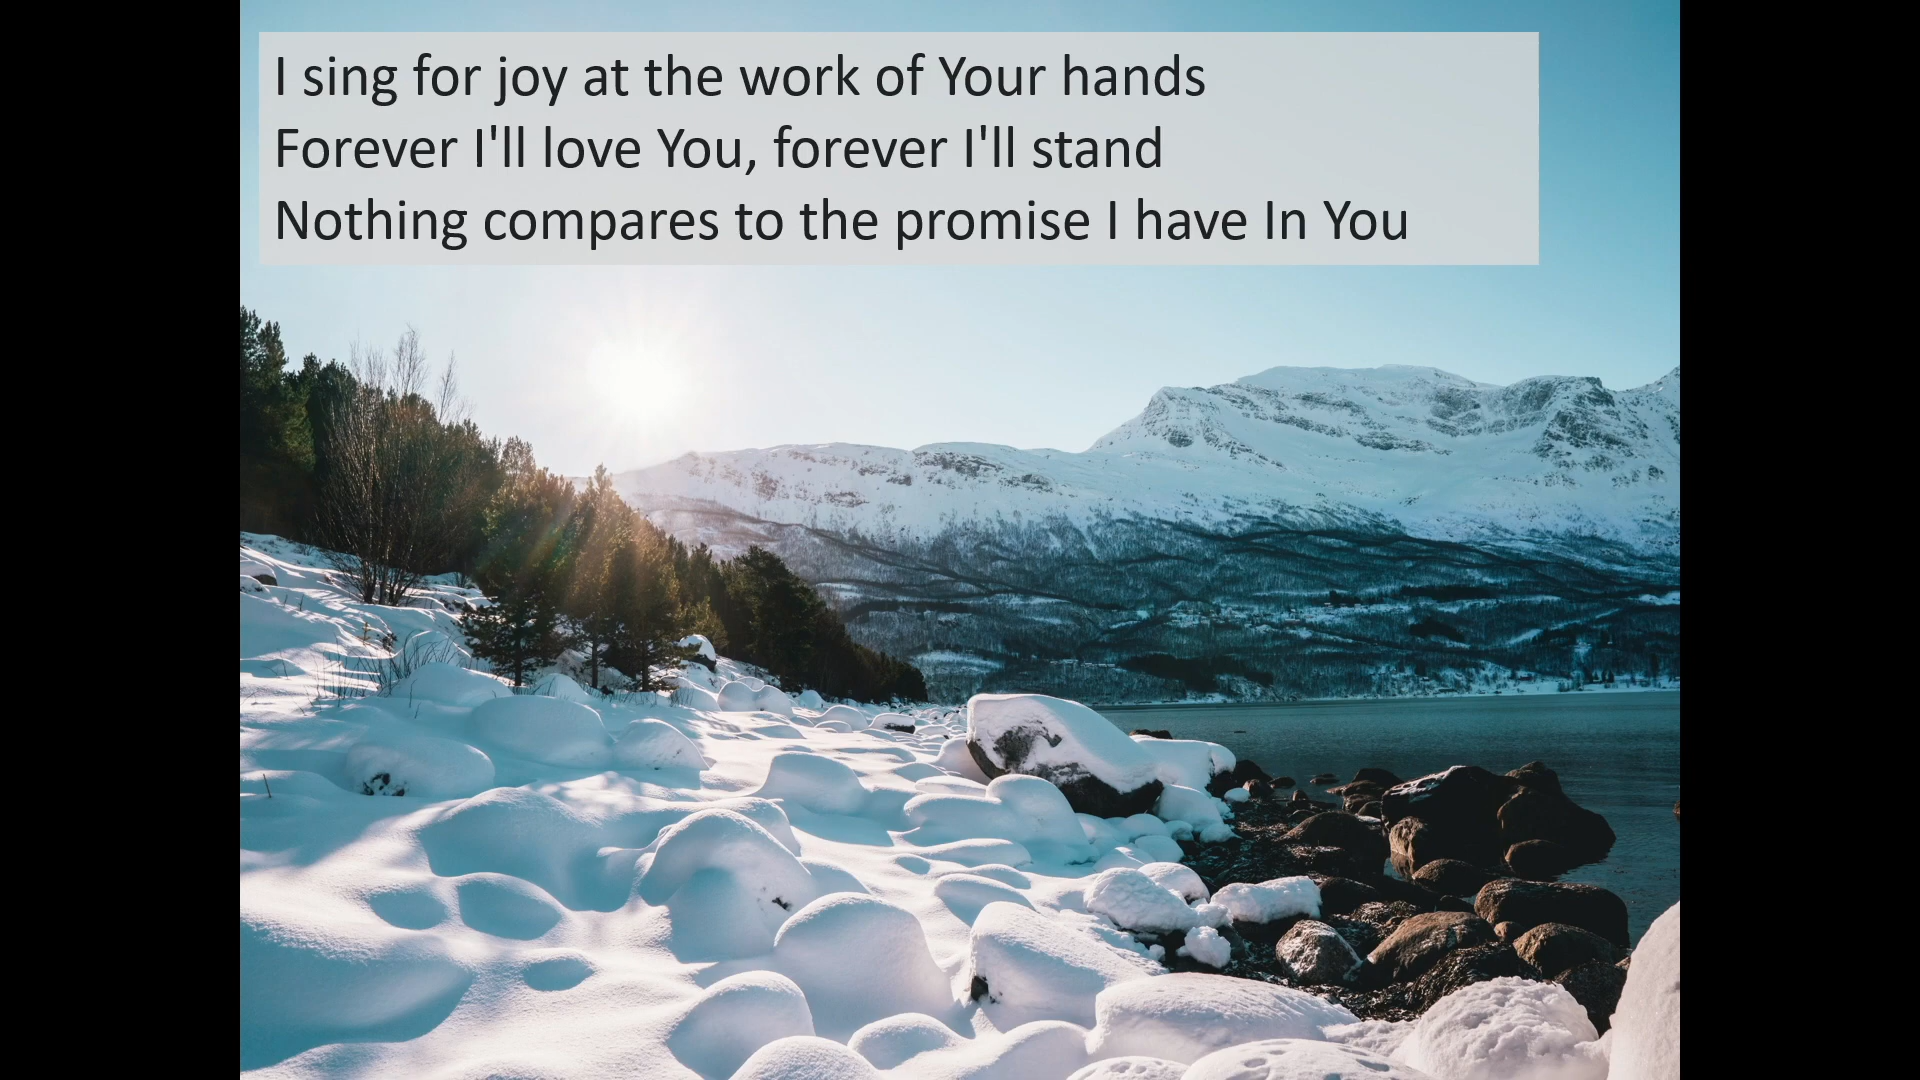 I sing for joy at the work of Your hands
Forever I'll love You, forever I'll stand
Nothing compares to the promise I have In You